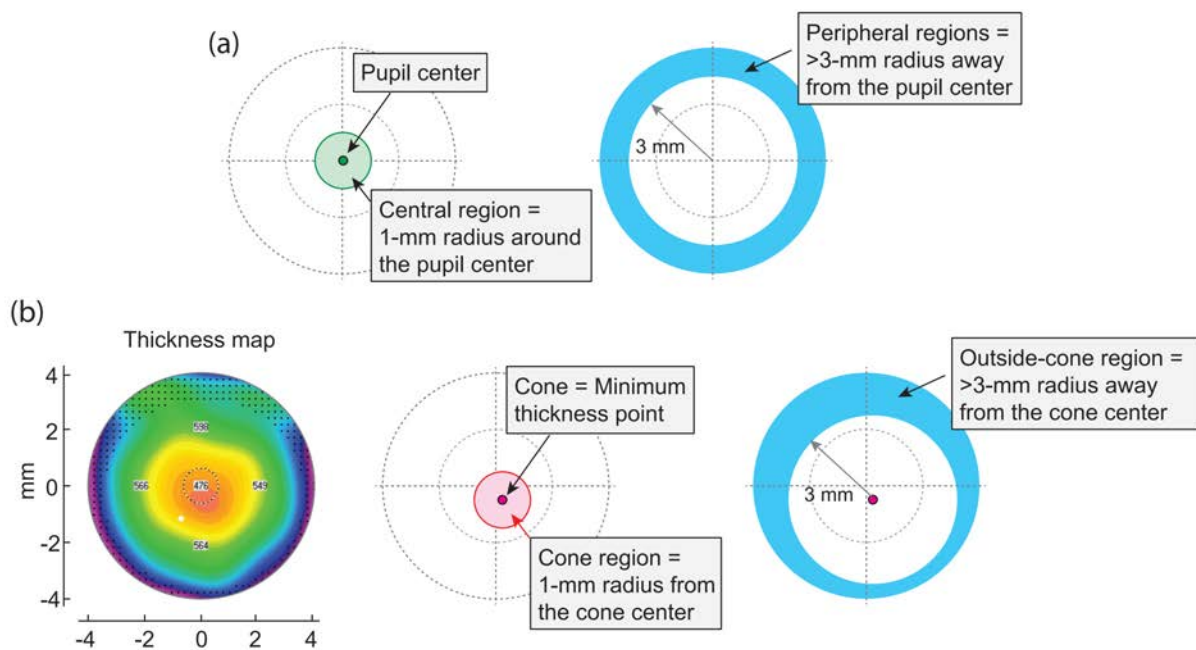 (a)
Pupil center
Central region =
1-mm radius around
the pupil center
Peripheral regions =
>3-mm radius away
from the pupil center
3 mm
(b)
Thickness map
4
2
0
-2
-4
mm
-4
-2
0
2
4
598
566
476
549
564
Cone = Minimum
thickness point
Cone region =
1-mm radius from
the cone center
Outside-cone region =
>3-mm radius away
from the cone center
3 mm